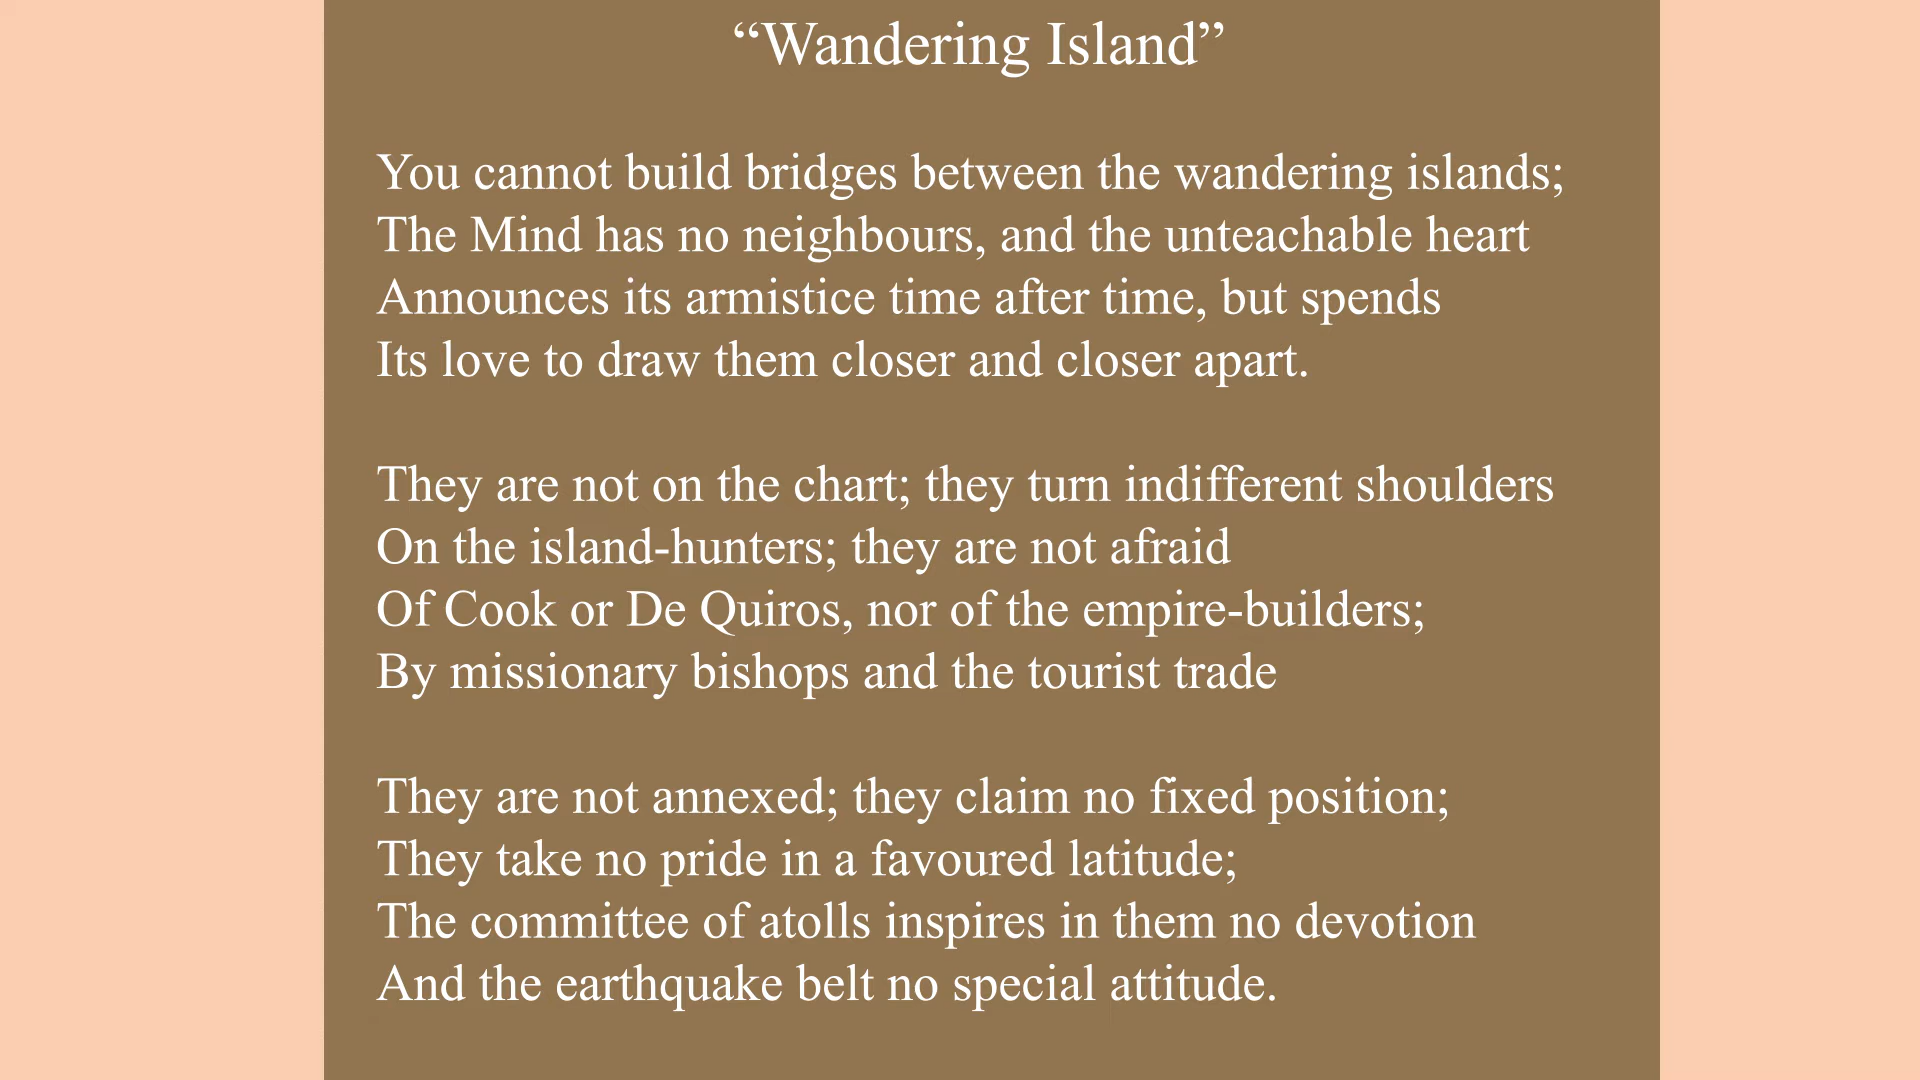 “Wandering Island”
You cannot build bridges between the wandering islands;
The Mind has no neighbours, and the unteachable heart
Announces its armistice time after time, but spends
Its love to draw them closer and closer apart.
They are not on the chart; they turn indifferent shoulders
On the island-hunters; they are not afraid
Of Cook or De Quiros, nor of the empire-builders;
By missionary bishops and the tourist trade
They are not annexed; they claim no fixed position;
They take no pride in a favoured latitude;
The committee of atolls inspires in them no devotion
And the earthquake belt no special attitude.